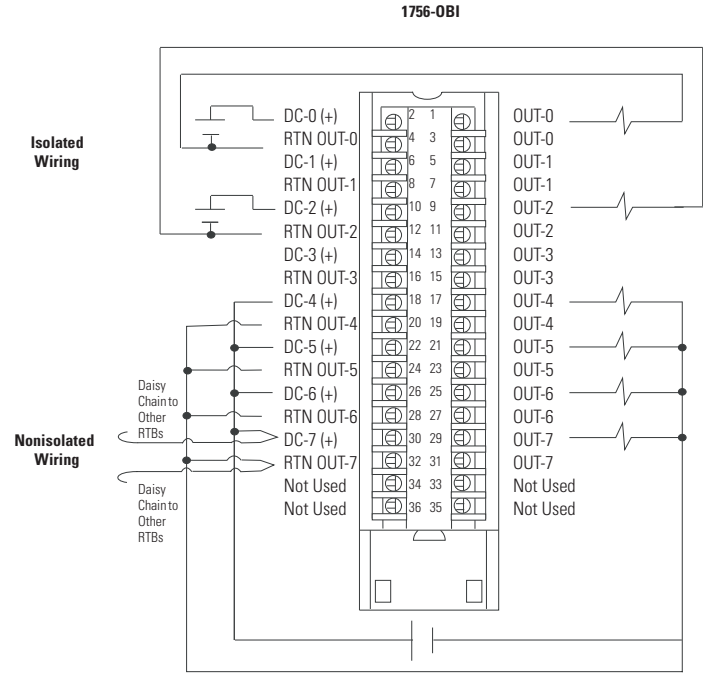 1756-OBI
Isolated
Wiring
DC-0 (+) 2 1 OUT-0
RTN OUT-0 4 3 OUT-0
DC-1 (+) 6 5 OUT-1
RTN OUT-1 8 7 OUT-1
DC-2 (+) 10 9 OUT-2
RTN OUT-2 12 11 OUT-2
DC-3 (+) 14 13 OUT-3
RTN OUT-3 16 15 OUT-3
DC-4 (+) 18 17 OUT-4
RTN OUT-4 20 19 OUT-4
DC-5 (+) 22 21 OUT-5
RTN OUT-5 24 23 OUT-5
DC-6 (+) 26 25 OUT-6
RTN OUT-6 28 27 OUT-6
DC-7 (+) 30 29 OUT-7
RTN OUT-7 32 31 OUT-7
Not Used 34 33 Not Used
Not Used 36 35 Not Used
Daisy
Chain to
Other
RTBs
Nonisolated
Wiring
Daisy
Chain to
Other
RTBs